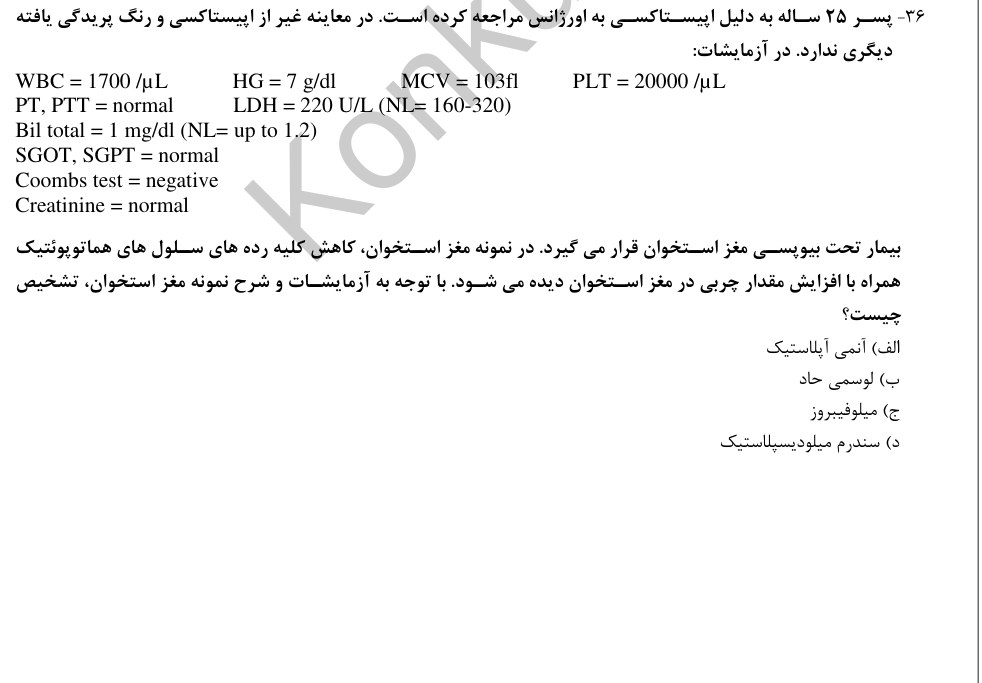 ۳۶- پسر ۲۵ ساله به دلیل اپیستاکسی به اورژانس مراجعه کرده است. در معاینه غیر از اپیستاکسی و رنگ پریدگی یافته
دیگری ندارد. در آزمایشات:
WBC = 1700 /µL HG = 7 g/dl MCV = 103fl PLT = 20000 /µL
PT, PTT = normal LDH = 220 U/L (NL= 160-320)
Bil total = 1 mg/dl (NL= up to 1.2)
SGOT, SGPT = normal
Coombs test = negative
Creatinine = normal
بیمار تحت بیوپسی مغز استخوان قرار می گیرد. در نمونه مغز استخوان، کاهش کلیه رده های سلول های هماتوپوئتیک
همراه با افزایش مقدار چربی در مغز استخوان دیده می شود. با توجه به آزمایشات و شرح نمونه مغز استخوان، تشخیص
چیست؟
الف) آنمی آپلاستیک
ب) لوسمی حاد
ج) میلوفیبروز
د) سندرم میلودیسپلاستیک
Konku